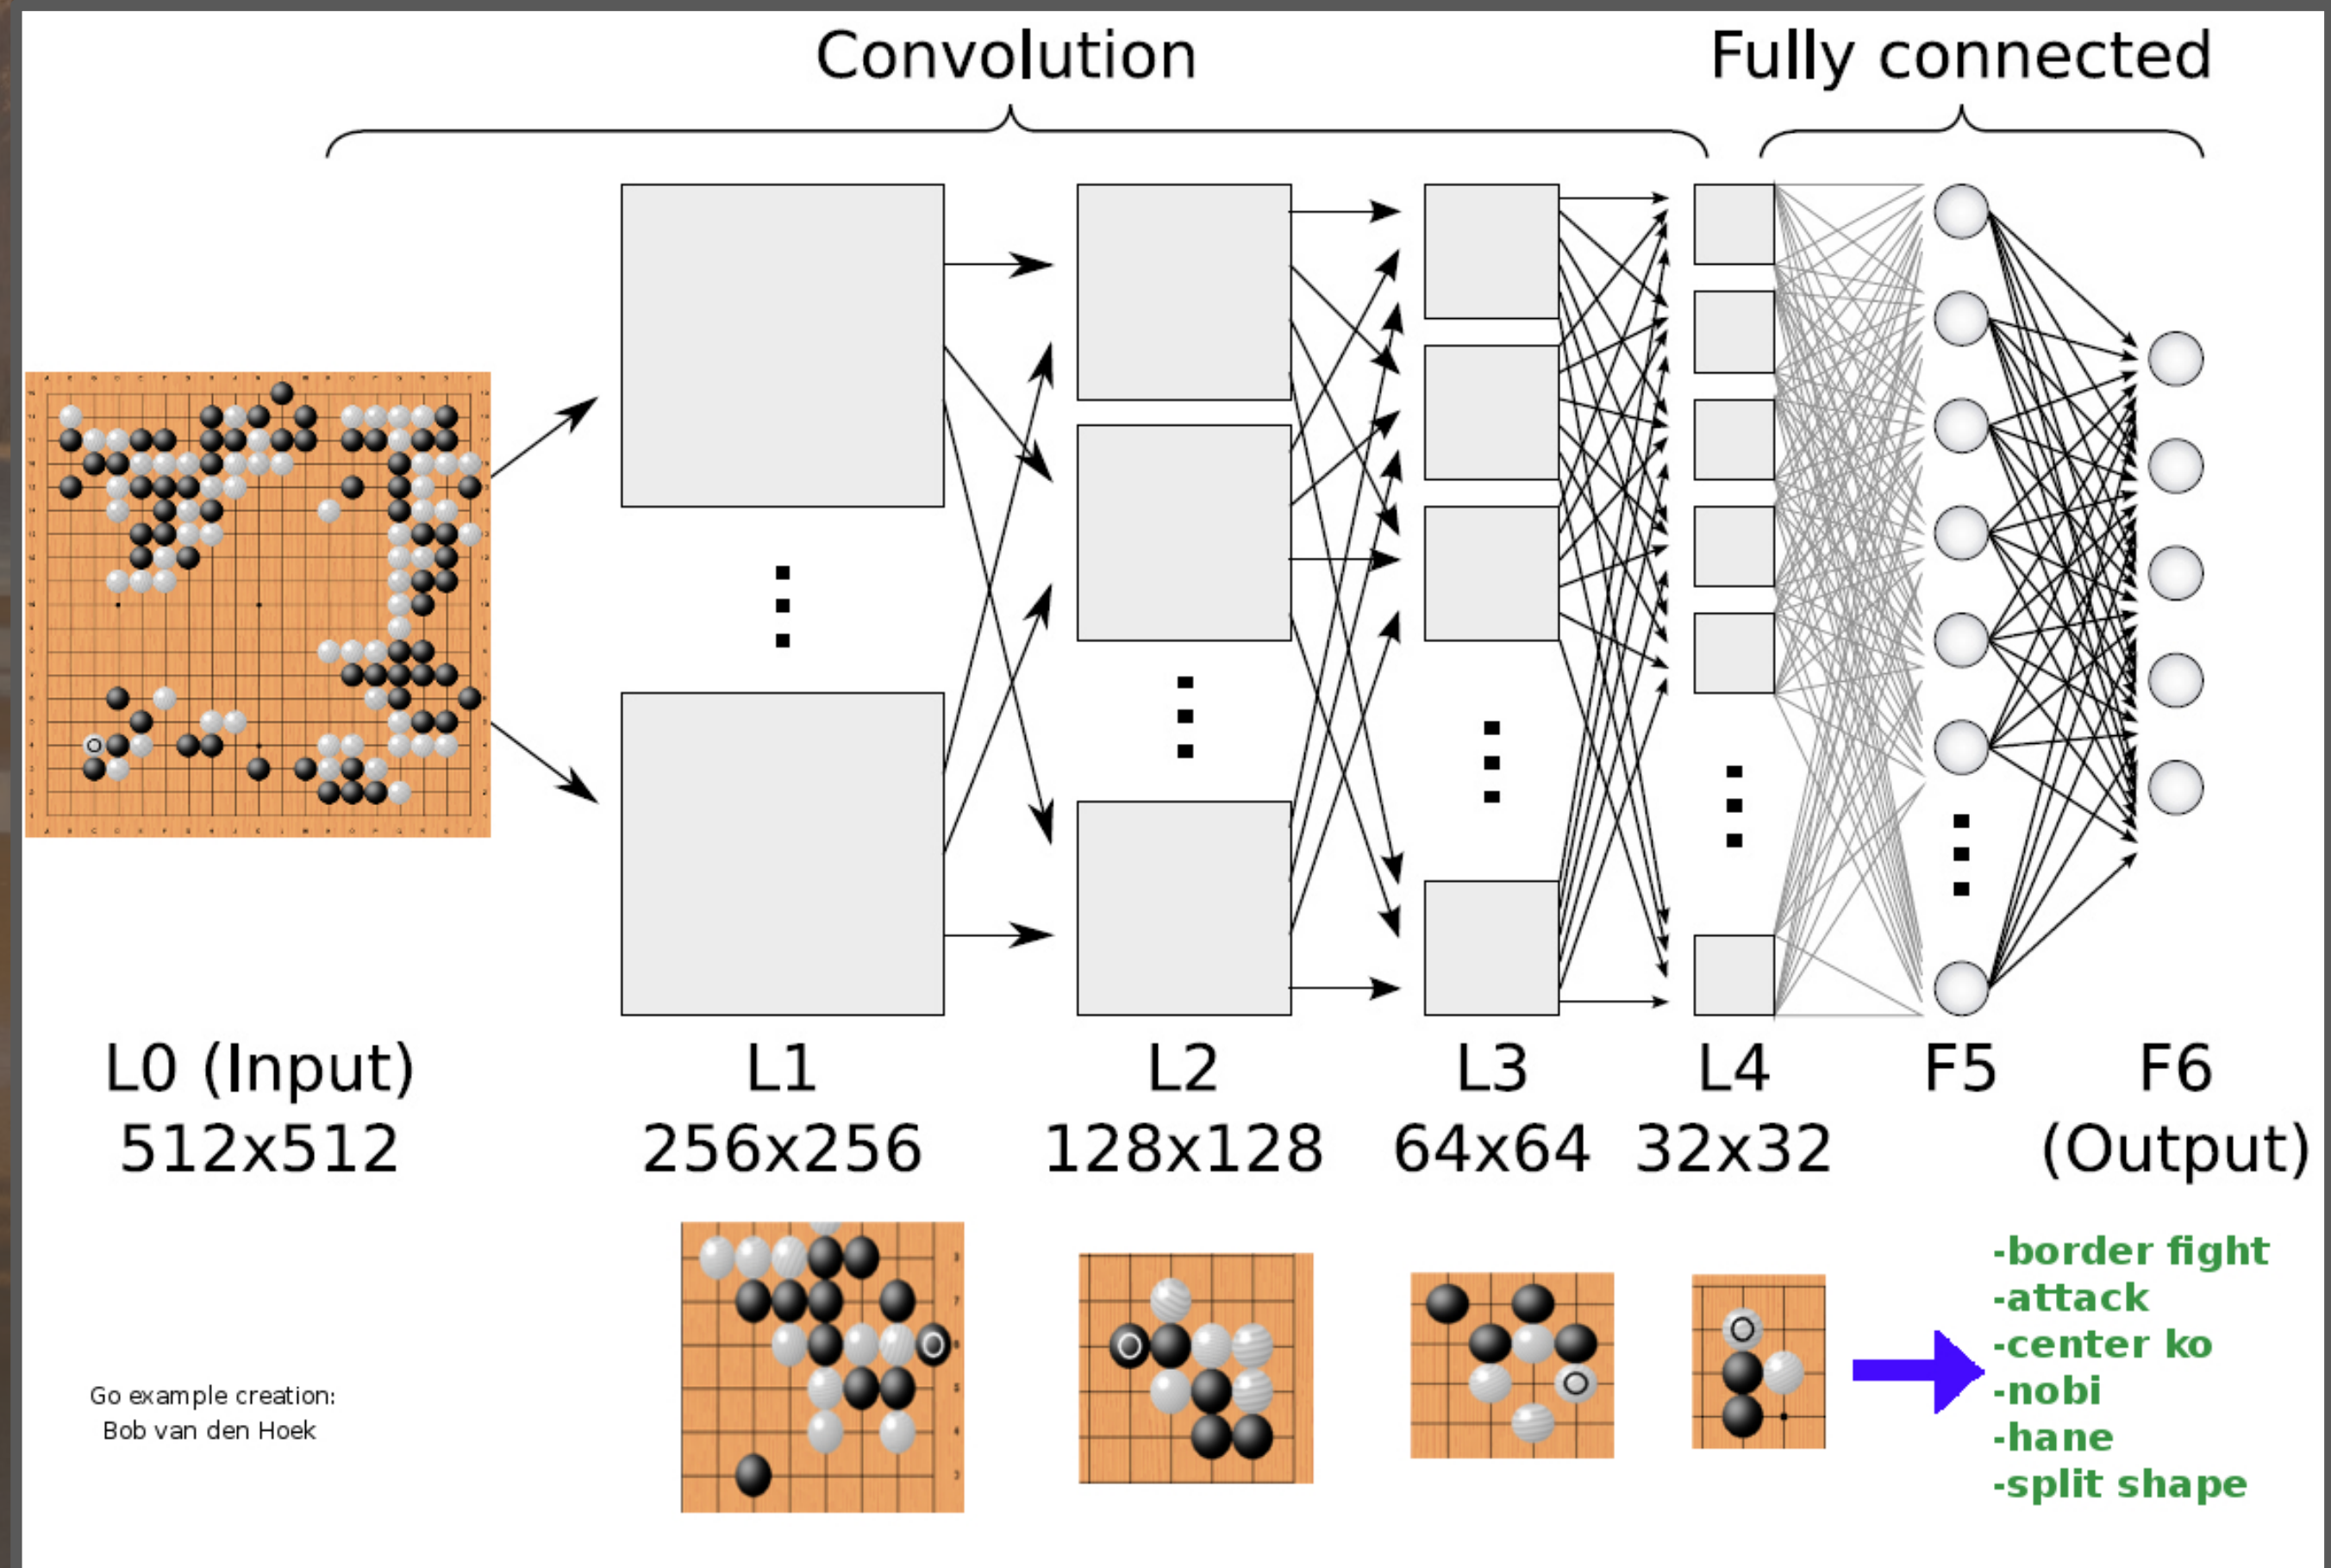 Convolution
Fully connected
L0 (Input)
512x512
L1
256x256
L2
128x128
L3
64x64
L4
32x32
F5
F6
(Output)
Go example creation:
Bob van den Hoek
-border fight
-attack
-center ko
-nobi
-hane
-split shape